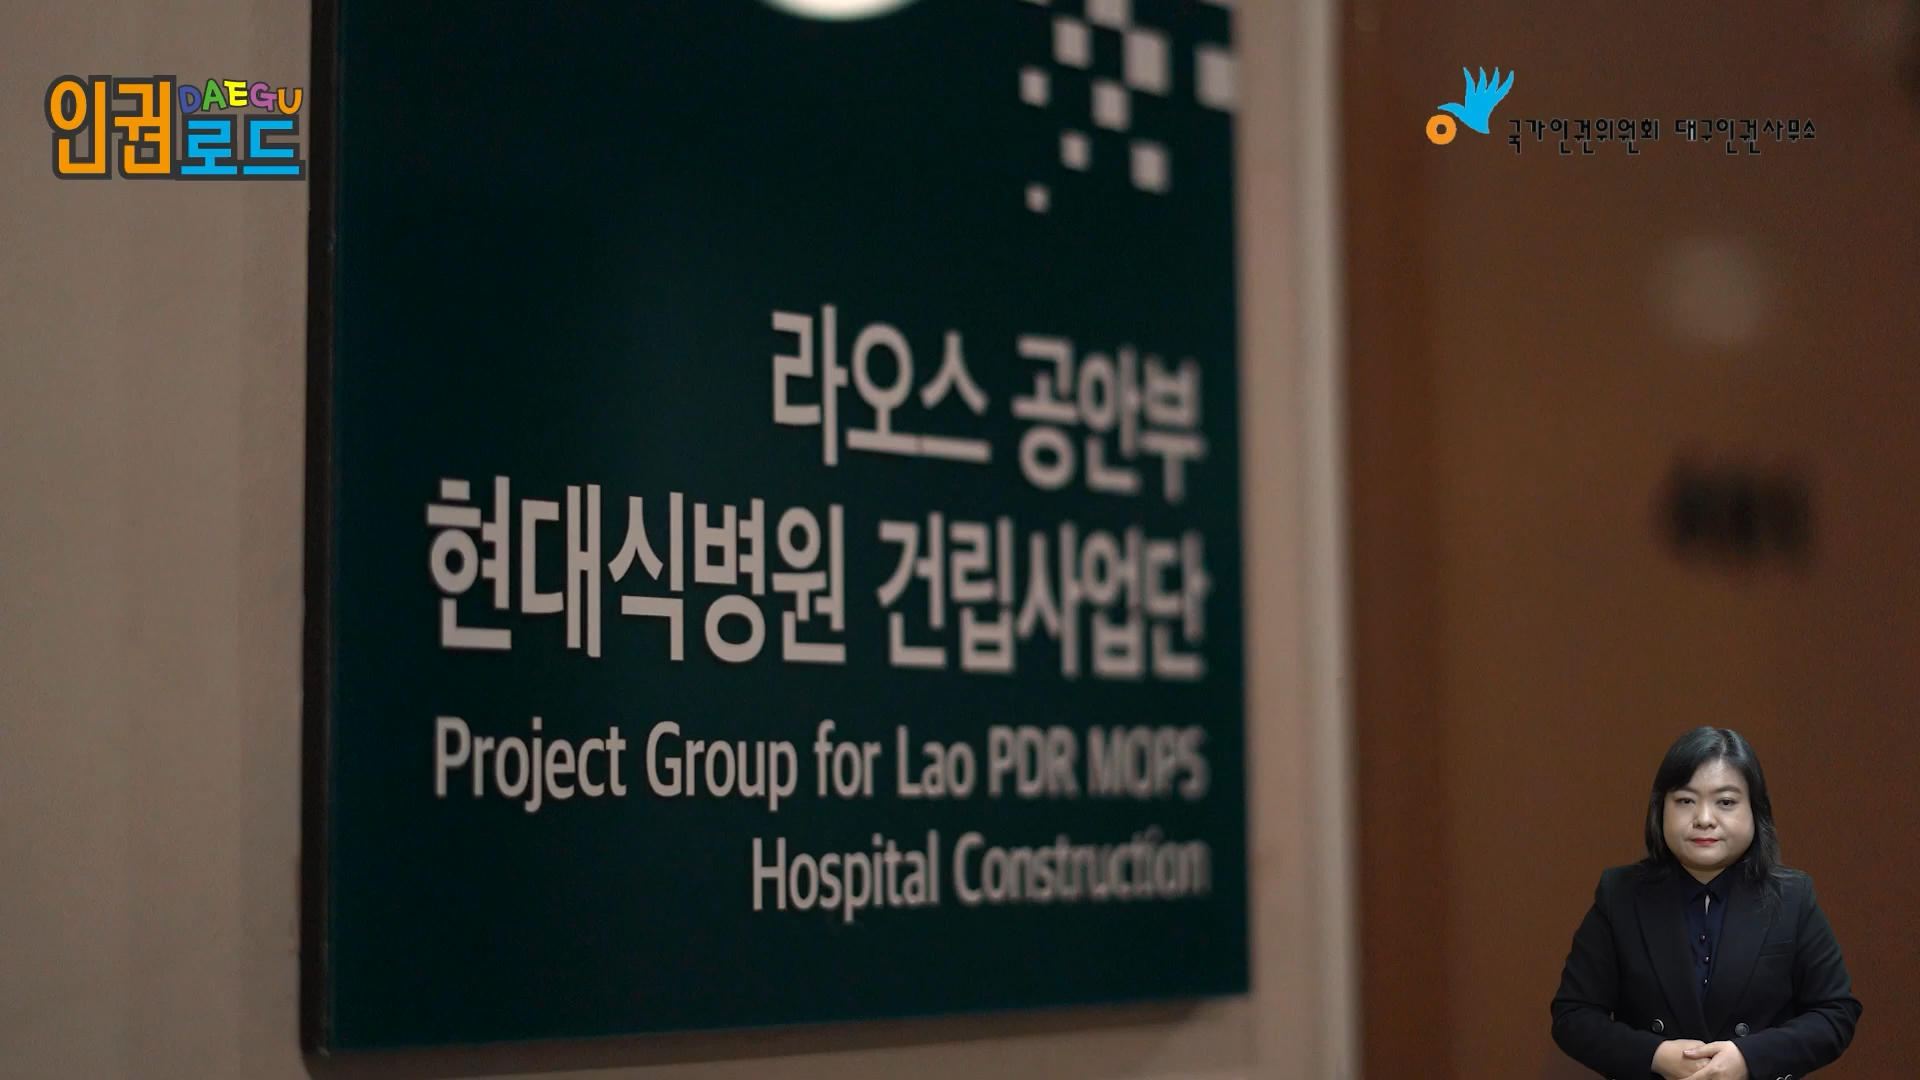 인권 DAEGU
로드
국가인권위원회 대구인권사무소
라오스 공안부
현대식병원 건립사업단
Project Group for Lao PDR MOPS
Hospital Construction